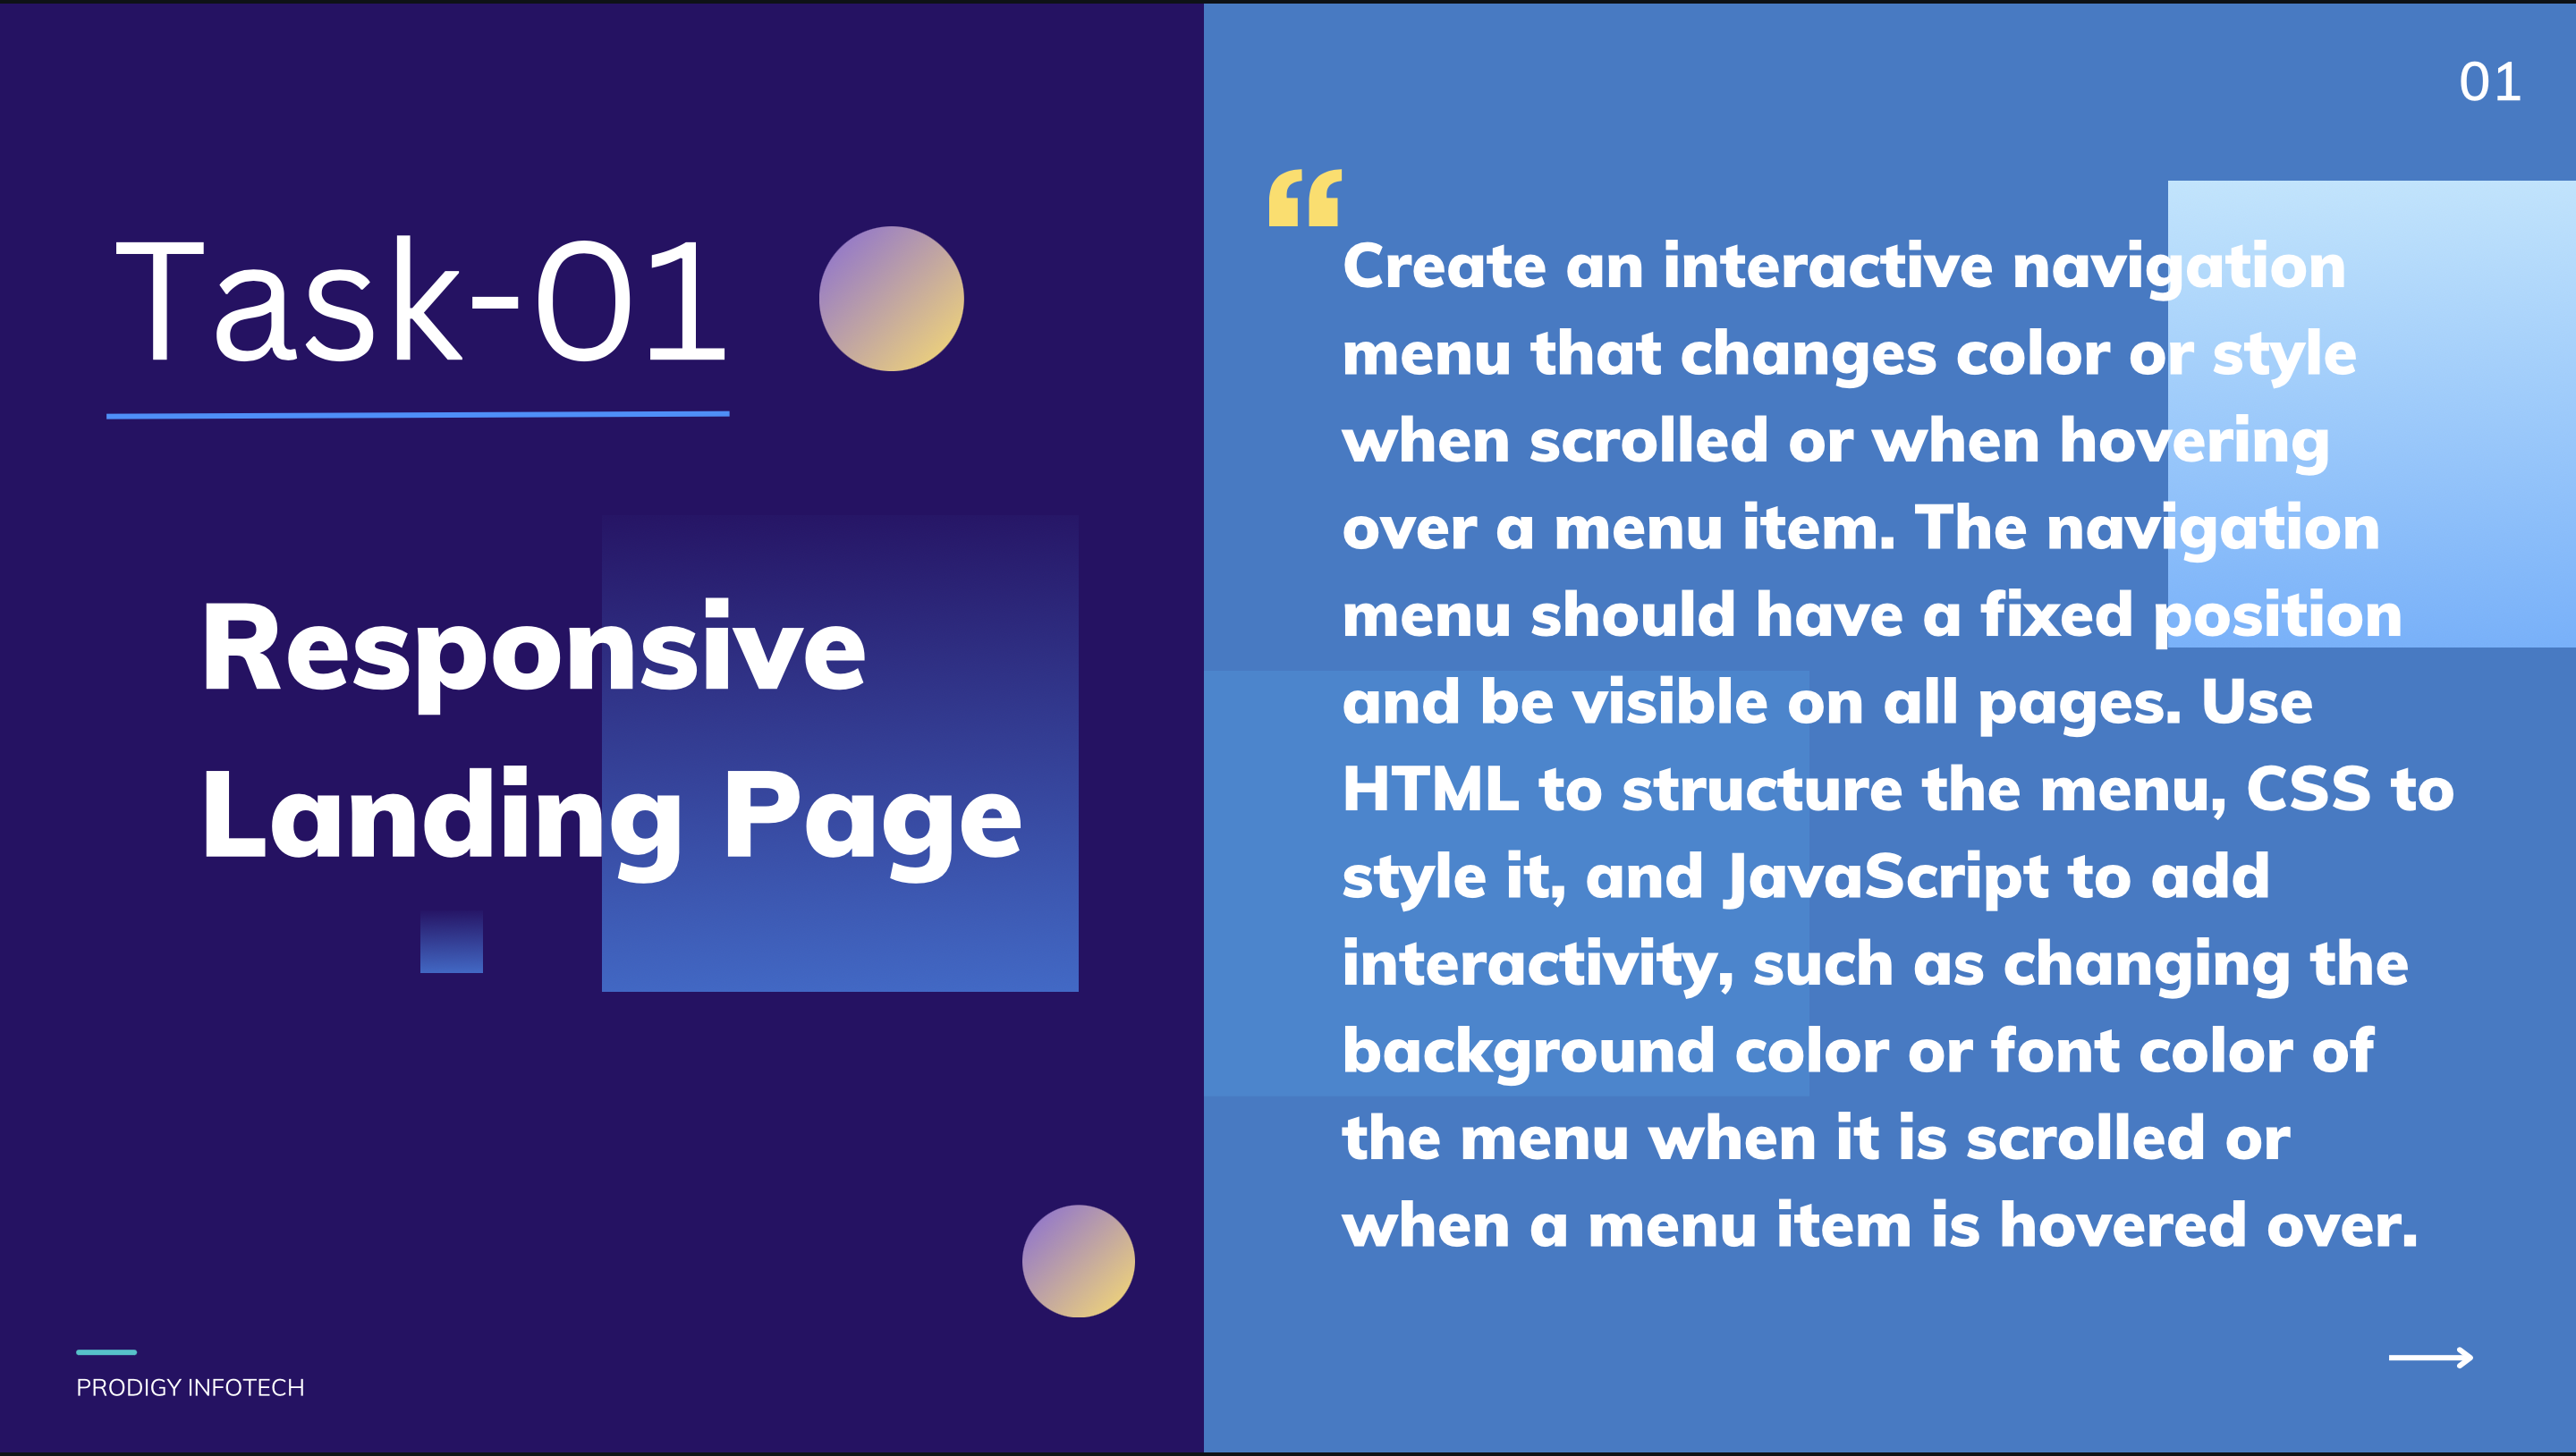 Task-01
Responsive
Landing Page
PRODIGY INFOTECH
01
“
Create an interactive navigation
menu that changes color or style
when scrolled or when hovering
over a menu item. The navigation
menu should have a fixed position
and be visible on all pages. Use
HTML to structure the menu, CSS to
style it, and JavaScript to add
interactivity, such as changing the
background color or font color of
the menu when it is scrolled or
when a menu item is hovered over.